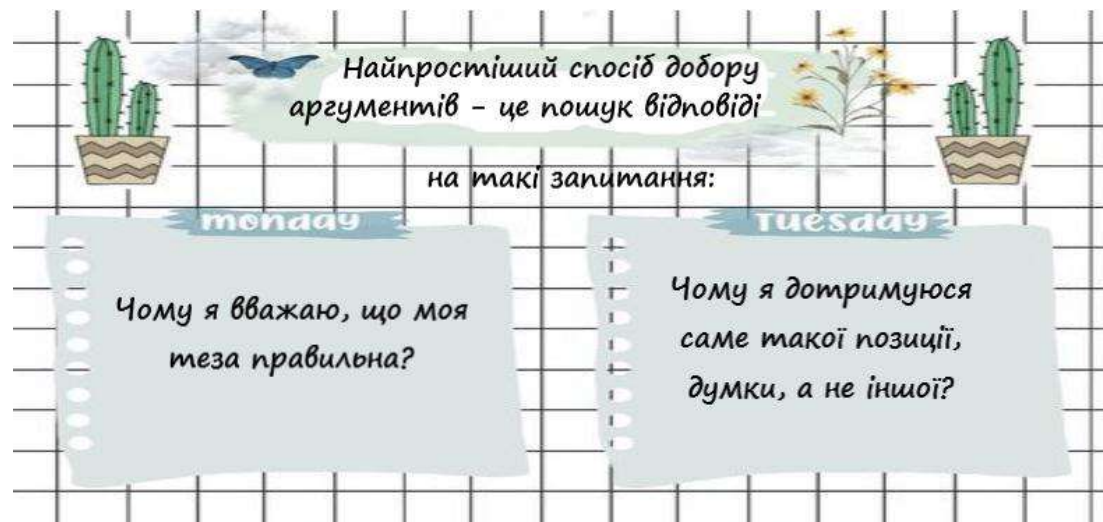 Найпростіший спосіб добору
аргументів - це пошук відповіді
на такі запитання:
monday
Чому я вважаю, що моя
теза правильна?
Tuesday
Чому я дотримуюся
саме такої позиції,
думки, а не іншої?